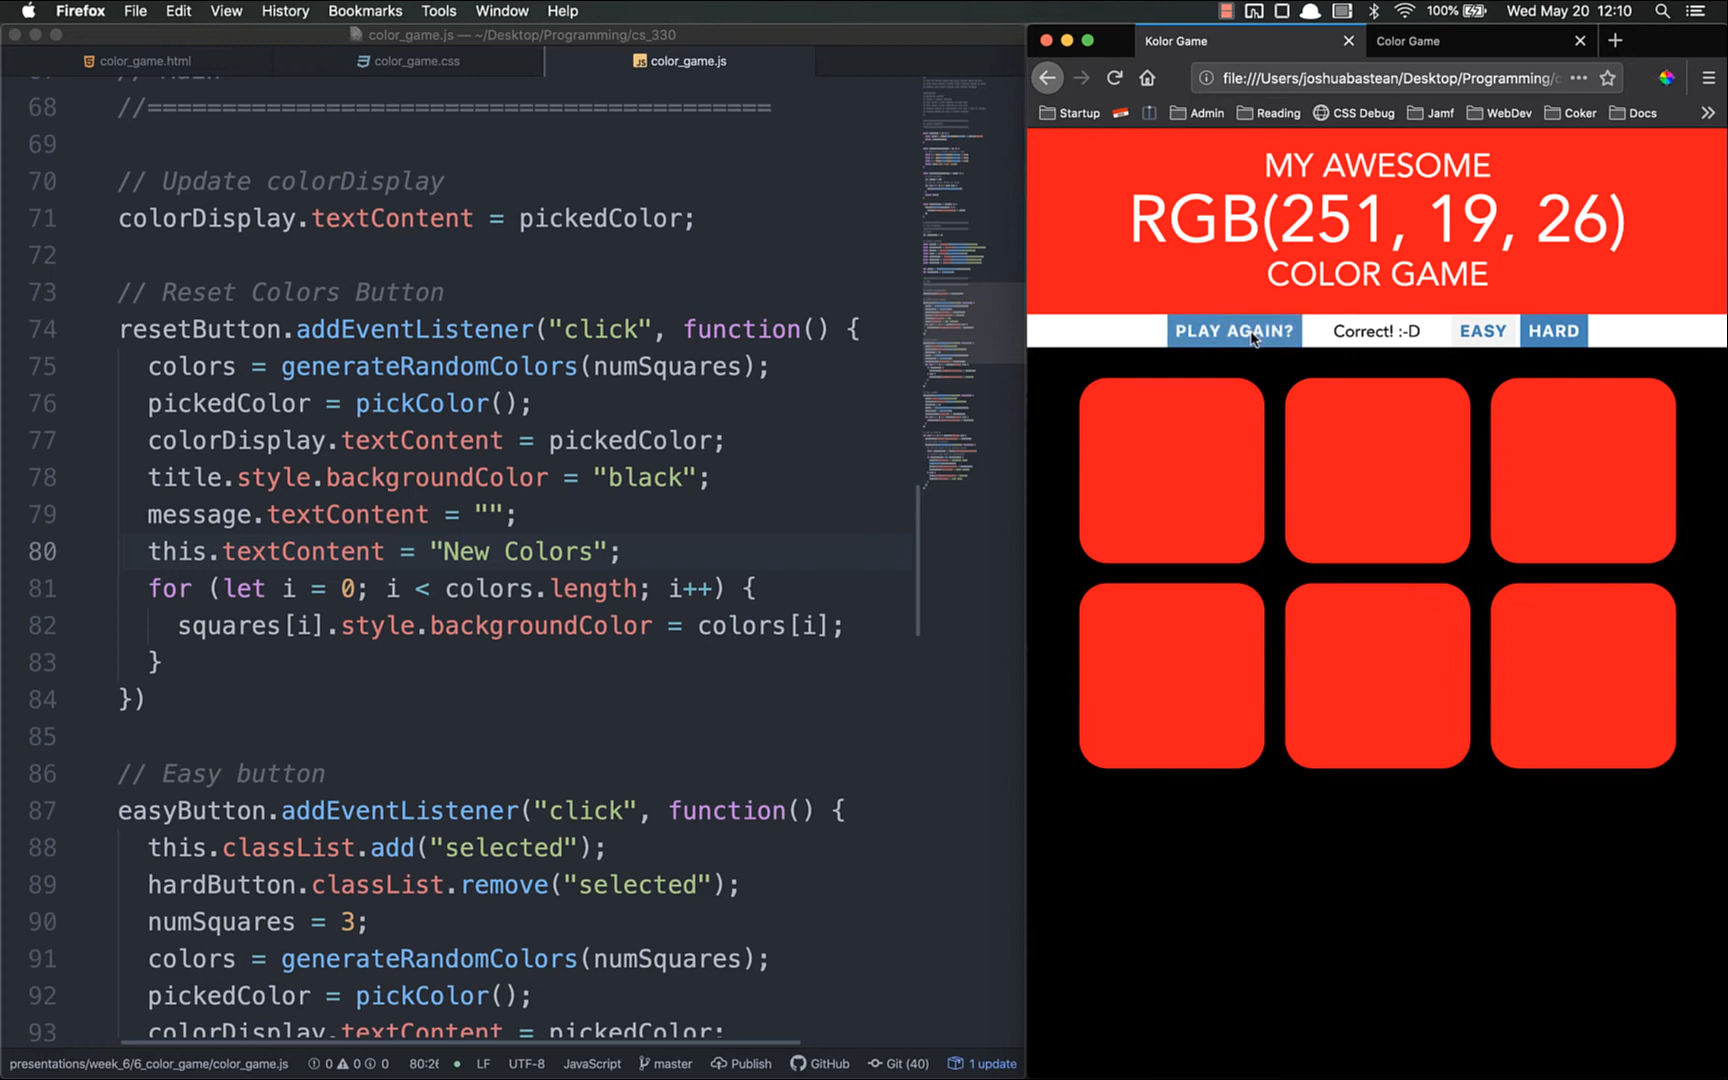 Firefox File Edit View History Bookmarks Tools Window Help 100% Wed May 20 12:10
color_game.js — ~/Desktop/Programming/cs_330
color_game.html color_game.css color_game.js
68 //==========================================
69
70 // Update colorDisplay
71 colorDisplay.textContent = pickedColor;
72
73 // Reset Colors Button
74 resetButton.addEventListener("click", function() {
75 colors = generateRandomColors(numSquares);
76 pickedColor = pickColor();
77 colorDisplay.textContent = pickedColor;
78 title.style.backgroundColor = "black";
79 message.textContent = "";
80 this.textContent = "New Colors";
81 for (let i = 0; i < colors.length; i++) {
82 squares[i].style.backgroundColor = colors[i];
83 }
84 })
85
86 // Easy button
87 easyButton.addEventListener("click", function() {
88 this.classList.add("selected");
89 hardButton.classList.remove("selected");
90 numSquares = 3;
91 colors = generateRandomColors(numSquares);
92 pickedColor = pickColor();
93 colorDisplay.textContent = pickedColor;
presentations/week_6/6_color_game/color_game.js 0 0 0 80:26 LF UTF-8 JavaScript master Publish GitHub Git (40) 1 update
Kolor Game Color Game
file:///Users/joshuabastean/Desktop/Programming/
Startup Admin Reading CSS Debug Jamf WebDev Coker Docs
MY AWESOME
RGB(251, 19, 26)
COLOR GAME
PLAY AGAIN? Correct! :-D EASY HARD